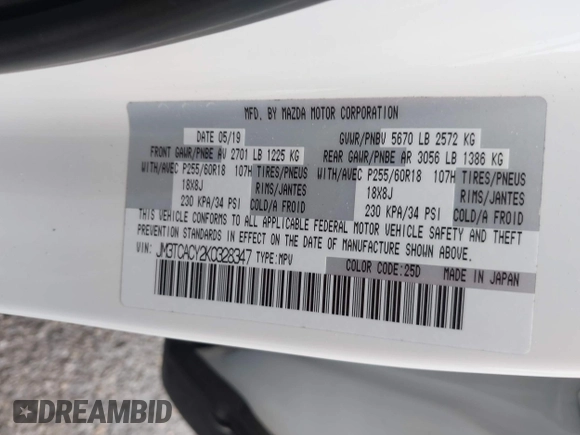 MFD. BY MAZDA MOTOR CORPORATION
DATE 05/19 GVWR/PNBV 5670 LB 2572 KG
FRONT GAWR/PNBE AV 2701 LB 1225 KG REAR GAWR/PNBE AR 3056 LB 1386 KG
WITH/AVEC P255/60R18 107H TIRES/PNEUS WITH/AVEC P255/60R18 107H TIRES/PNEUS
18X8J RIMS/JANTES 18X8J RIMS/JANTES
230 KPA/34 PSI COLD/A FROID 230 KPA/34 PSI COLD/A FROID
THIS VEHICLE CONFORMS TO ALL APPLICABLE FEDERAL MOTOR VEHICLE SAFETY AND THEFT
PREVENTION STANDARDS IN EFFECT ON THE DATE OF MANUFACTURE SHOWN ABOVE.
VIN: JM3TCACY2K0328347 TYPE:MPV COLOR CODE:25D MADE IN JAPAN
DREAMBID